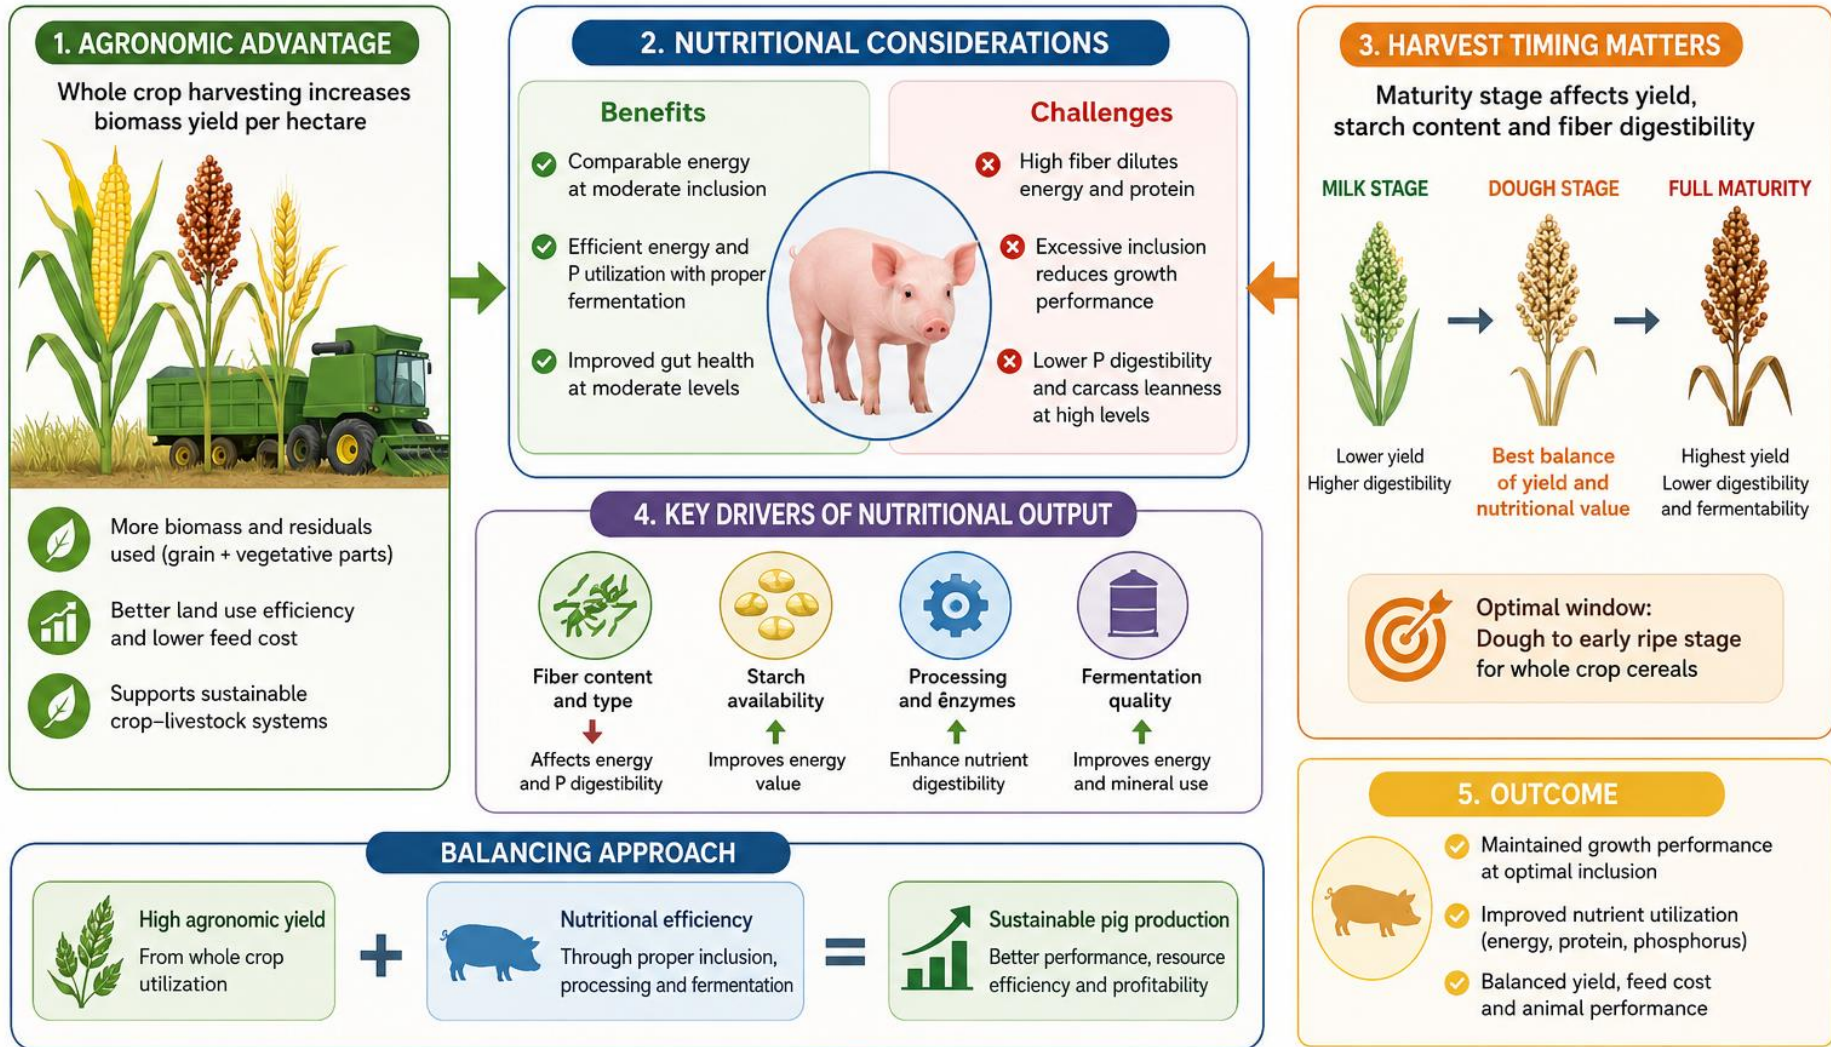 1. AGRONOMIC ADVANTAGE
Whole crop harvesting increases
biomass yield per hectare
More biomass and residuals
used (grain + vegetative parts)
Better land use efficiency
and lower feed cost
Supports sustainable
crop–livestock systems
2. NUTRITIONAL CONSIDERATIONS
Benefits
Comparable energy
at moderate inclusion
Efficient energy and
P utilization with proper
fermentation
Improved gut health
at moderate levels
Challenges
High fiber dilutes
energy and protein
Excessive inclusion
reduces growth
performance
Lower P digestibility
and carcass leanness
at high levels
3. HARVEST TIMING MATTERS
Maturity stage affects yield,
starch content and fiber digestibility
MILK STAGE
Lower yield
Higher digestibility
DOUGH STAGE
Best balance
of yield and
nutritional value
FULL MATURITY
Highest yield
Lower digestibility
and fermentability
Optimal window:
Dough to early ripe stage
for whole crop cereals
4. KEY DRIVERS OF NUTRITIONAL OUTPUT
Fiber content
and type
Affects energy
and P digestibility
Starch
availability
Improves energy
value
Processing
and ênzymes
Enhance nutrient
digestibility
Fermentation
quality
Improves energy
and mineral use
5. OUTCOME
Maintained growth performance
at optimal inclusion
Improved nutrient utilization
(energy, protein, phosphorus)
Balanced yield, feed cost
and animal performance
BALANCING APPROACH
High agronomic yield
From whole crop
utilization
+
Nutritional efficiency
Through proper inclusion,
processing and fermentation
=
Sustainable pig production
Better performance, resource
efficiency and profitability